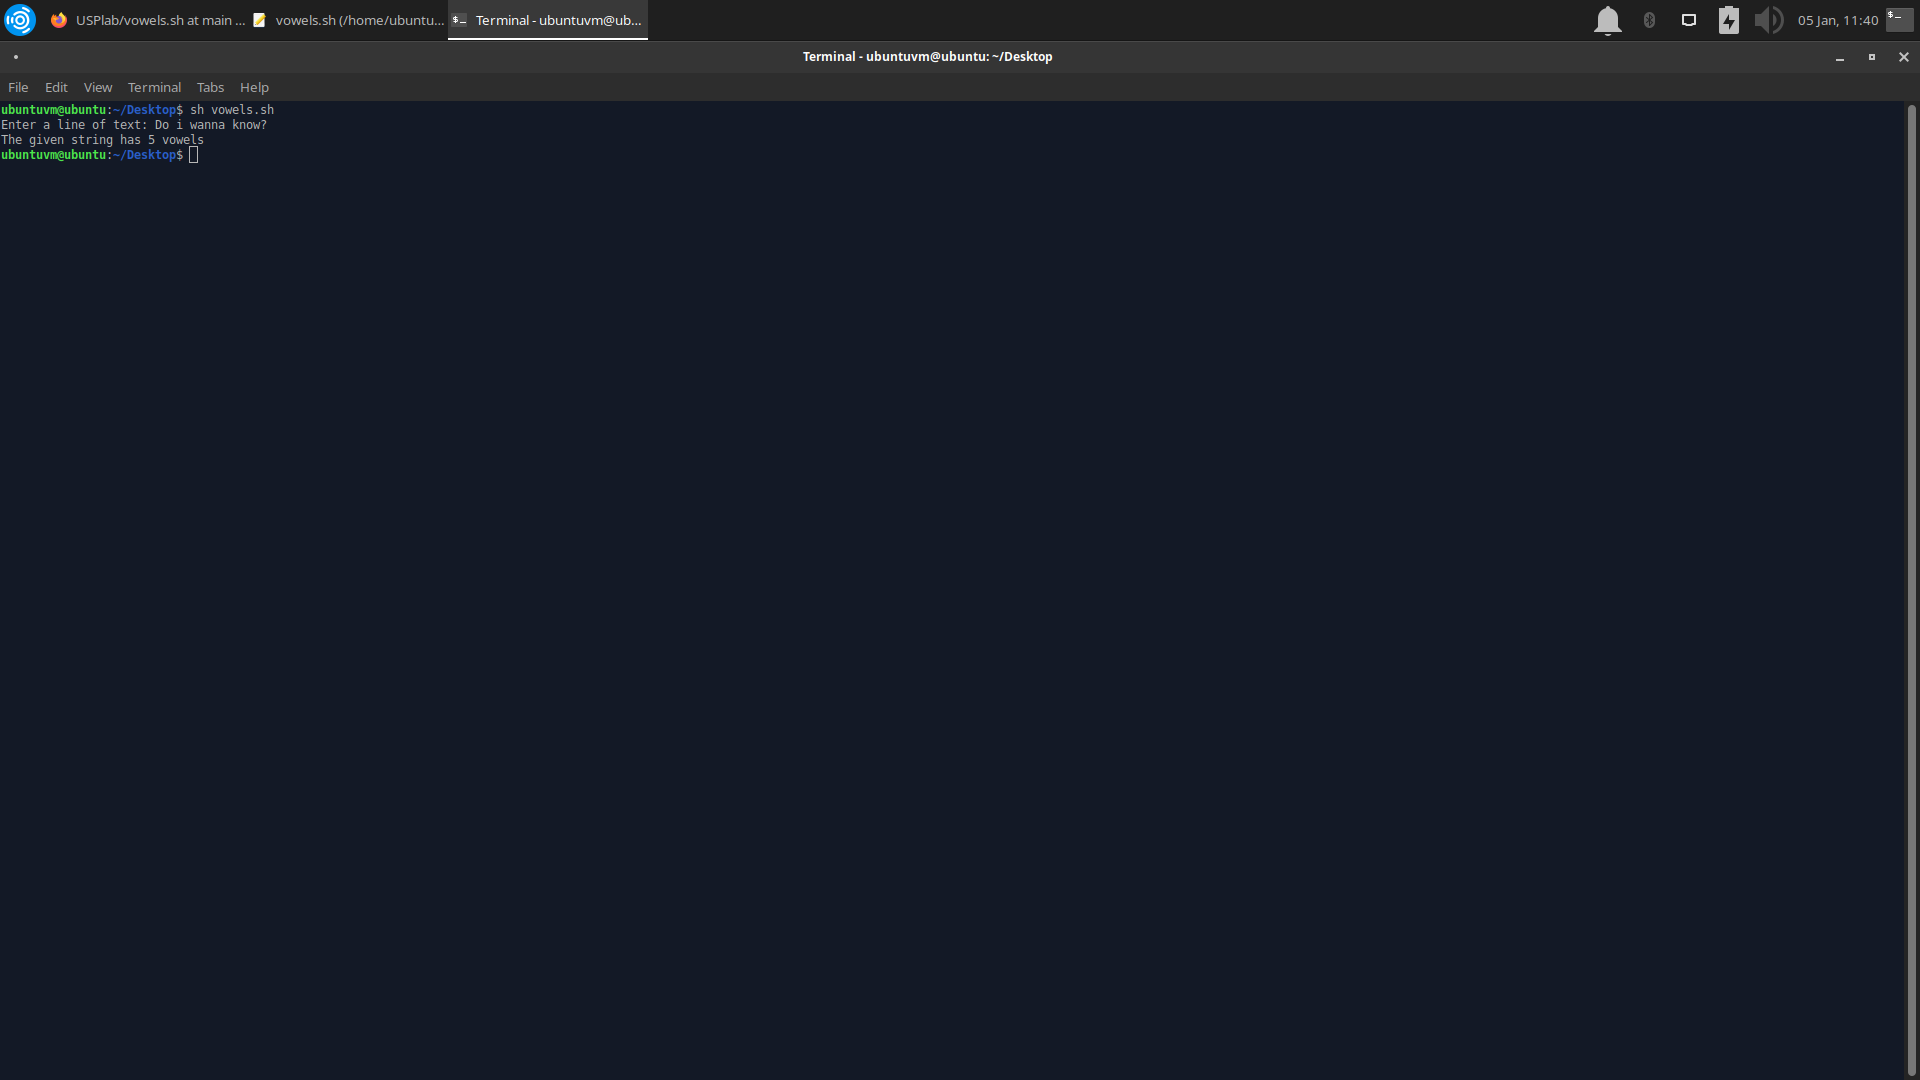 USPlab/vowels.sh at main ...
vowels.sh (/home/ubuntu...
$_ Terminal - ubuntuvm@ub...
05 Jan, 11:40
$_
Terminal - ubuntuvm@ubuntu: ~/Desktop
File Edit View Terminal Tabs Help
ubuntuvm@ubuntu:~/Desktop$ sh vowels.sh
Enter a line of text: Do i wanna know?
The given string has 5 vowels
ubuntuvm@ubuntu:~/Desktop$